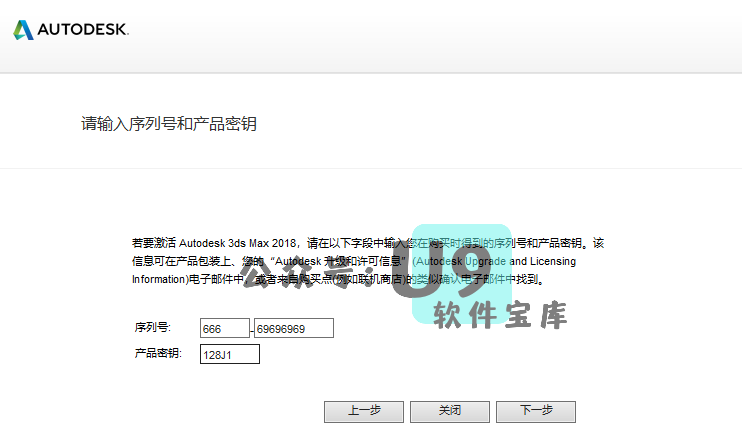 AUTODESK.
请输入序列号和产品密钥
若要激活 Autodesk 3ds Max 2018，请在以下字段中输入您在购买时得到的序列号和产品密钥。该
信息可在产品包装上、您的“Autodesk 升级和许可信息”(Autodesk Upgrade and Licensing
Information)电子邮件中，或者来自购买点(例如联机商店)的类似确认电子邮件中找到。
公众号：U9
软件宝库
序列号: 666 - 69696969
产品密钥: 128J1
上一步 关闭 下一步